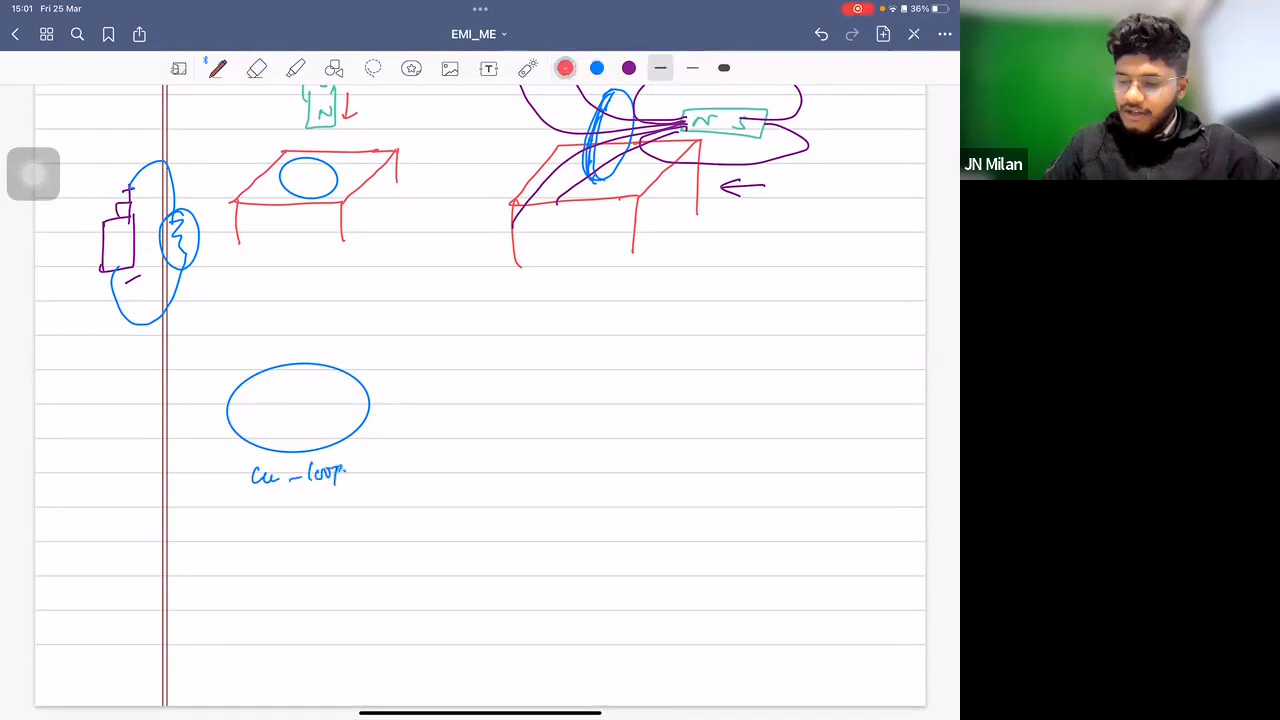 15:01 Fri 25 Mar
36%
EMI_ME
N
N S
JN Milan
Cu - loop.